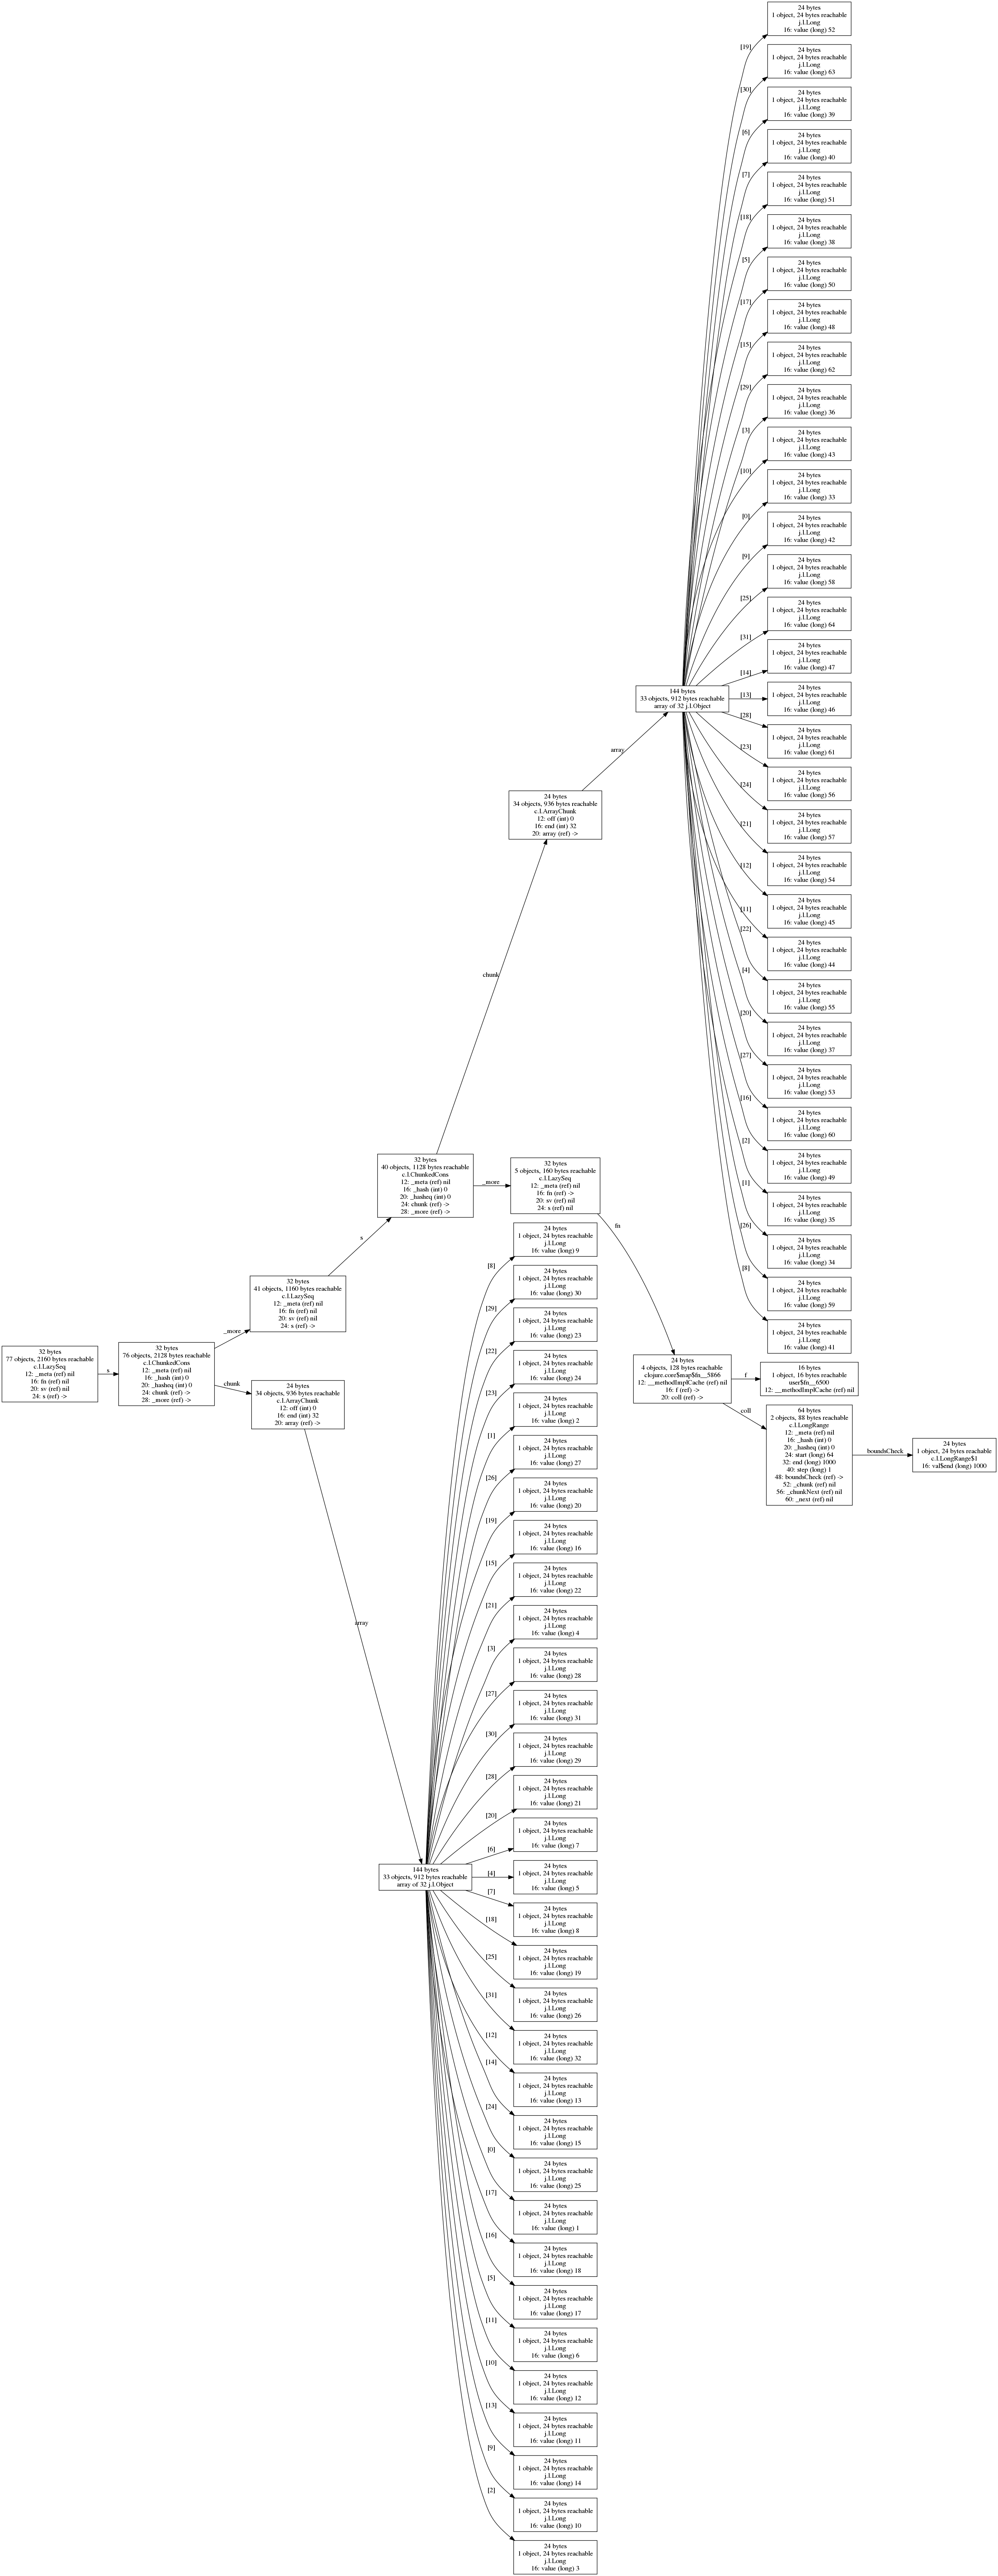 32 bytes
77 objects, 2160 bytes reachable
c.l.LazySeq
12: _meta (ref) nil
16: fn (ref) nil
20: sv (ref) nil
24: s (ref) ->
s
32 bytes
76 objects, 2128 bytes reachable
c.l.ChunkedCons
12: _meta (ref) nil
16: _hash (int) 0
20: _hasheq (int) 0
24: chunk (ref) ->
28: _more (ref) ->
_more
chunk
32 bytes
41 objects, 1160 bytes reachable
c.l.LazySeq
12: _meta (ref) nil
16: fn (ref) nil
20: sv (ref) nil
24: s (ref) ->
s
24 bytes
34 objects, 936 bytes reachable
c.l.ArrayChunk
12: off (int) 0
16: end (int) 32
20: array (ref) ->
array
32 bytes
40 objects, 1128 bytes reachable
c.l.ChunkedCons
12: _meta (ref) nil
16: _hash (int) 0
20: _hasheq (int) 0
24: chunk (ref) ->
28: _more (ref) ->
chunk
_more
24 bytes
34 objects, 936 bytes reachable
c.l.ArrayChunk
12: off (int) 0
16: end (int) 32
20: array (ref) ->
array
144 bytes
33 objects, 912 bytes reachable
array of 32 j.l.Object
[19]
24 bytes
1 object, 24 bytes reachable
j.l.Long
16: value (long) 52
[30]
24 bytes
1 object, 24 bytes reachable
j.l.Long
16: value (long) 63
[6]
24 bytes
1 object, 24 bytes reachable
j.l.Long
16: value (long) 39
[7]
24 bytes
1 object, 24 bytes reachable
j.l.Long
16: value (long) 40
[18]
24 bytes
1 object, 24 bytes reachable
j.l.Long
16: value (long) 51
[5]
24 bytes
1 object, 24 bytes reachable
j.l.Long
16: value (long) 38
[17]
24 bytes
1 object, 24 bytes reachable
j.l.Long
16: value (long) 50
[15]
24 bytes
1 object, 24 bytes reachable
j.l.Long
16: value (long) 48
[29]
24 bytes
1 object, 24 bytes reachable
j.l.Long
16: value (long) 62
[3]
24 bytes
1 object, 24 bytes reachable
j.l.Long
16: value (long) 36
[10]
24 bytes
1 object, 24 bytes reachable
j.l.Long
16: value (long) 43
[0]
24 bytes
1 object, 24 bytes reachable
j.l.Long
16: value (long) 33
[9]
24 bytes
1 object, 24 bytes reachable
j.l.Long
16: value (long) 42
[25]
24 bytes
1 object, 24 bytes reachable
j.l.Long
16: value (long) 58
[31]
24 bytes
1 object, 24 bytes reachable
j.l.Long
16: value (long) 64
[14]
24 bytes
1 object, 24 bytes reachable
j.l.Long
16: value (long) 47
[13]
24 bytes
1 object, 24 bytes reachable
j.l.Long
16: value (long) 46
[28]
24 bytes
1 object, 24 bytes reachable
j.l.Long
16: value (long) 61
[23]
24 bytes
1 object, 24 bytes reachable
j.l.Long
16: value (long) 56
[24]
24 bytes
1 object, 24 bytes reachable
j.l.Long
16: value (long) 57
[21]
24 bytes
1 object, 24 bytes reachable
j.l.Long
16: value (long) 54
[12]
24 bytes
1 object, 24 bytes reachable
j.l.Long
16: value (long) 45
[11]
24 bytes
1 object, 24 bytes reachable
j.l.Long
16: value (long) 44
[22]
24 bytes
1 object, 24 bytes reachable
j.l.Long
16: value (long) 55
[4]
24 bytes
1 object, 24 bytes reachable
j.l.Long
16: value (long) 37
[20]
24 bytes
1 object, 24 bytes reachable
j.l.Long
16: value (long) 53
[27]
24 bytes
1 object, 24 bytes reachable
j.l.Long
16: value (long) 60
[16]
24 bytes
1 object, 24 bytes reachable
j.l.Long
16: value (long) 49
[2]
24 bytes
1 object, 24 bytes reachable
j.l.Long
16: value (long) 35
[1]
24 bytes
1 object, 24 bytes reachable
j.l.Long
16: value (long) 34
[26]
24 bytes
1 object, 24 bytes reachable
j.l.Long
16: value (long) 59
[8]
24 bytes
1 object, 24 bytes reachable
j.l.Long
16: value (long) 41
32 bytes
5 objects, 160 bytes reachable
c.l.LazySeq
12: _meta (ref) nil
16: fn (ref) ->
20: sv (ref) nil
24: s (ref) nil
fn
24 bytes
4 objects, 128 bytes reachable
clojure.core$map$fn__5866
12: __methodImplCache (ref) nil
16: f (ref) ->
20: coll (ref) ->
f
coll
16 bytes
1 object, 16 bytes reachable
user$fn__6500
12: __methodImplCache (ref) nil
64 bytes
2 objects, 88 bytes reachable
c.l.LongRange
12: _meta (ref) nil
16: _hash (int) 0
20: _hasheq (int) 0
24: start (long) 64
32: end (long) 1000
40: step (long) 1
48: boundsCheck (ref) ->
52: _chunk (ref) nil
56: _chunkNext (ref) nil
60: _next (ref) nil
boundsCheck
24 bytes
1 object, 24 bytes reachable
c.l.LongRange$1
16: val$end (long) 1000
144 bytes
33 objects, 912 bytes reachable
array of 32 j.l.Object
[8]
24 bytes
1 object, 24 bytes reachable
j.l.Long
16: value (long) 9
[29]
24 bytes
1 object, 24 bytes reachable
j.l.Long
16: value (long) 30
[22]
24 bytes
1 object, 24 bytes reachable
j.l.Long
16: value (long) 23
[23]
24 bytes
1 object, 24 bytes reachable
j.l.Long
16: value (long) 24
[1]
24 bytes
1 object, 24 bytes reachable
j.l.Long
16: value (long) 2
[26]
24 bytes
1 object, 24 bytes reachable
j.l.Long
16: value (long) 27
[19]
24 bytes
1 object, 24 bytes reachable
j.l.Long
16: value (long) 20
[15]
24 bytes
1 object, 24 bytes reachable
j.l.Long
16: value (long) 16
[21]
24 bytes
1 object, 24 bytes reachable
j.l.Long
16: value (long) 22
[3]
24 bytes
1 object, 24 bytes reachable
j.l.Long
16: value (long) 4
[27]
24 bytes
1 object, 24 bytes reachable
j.l.Long
16: value (long) 28
[30]
24 bytes
1 object, 24 bytes reachable
j.l.Long
16: value (long) 31
[28]
24 bytes
1 object, 24 bytes reachable
j.l.Long
16: value (long) 29
[20]
24 bytes
1 object, 24 bytes reachable
j.l.Long
16: value (long) 21
[6]
24 bytes
1 object, 24 bytes reachable
j.l.Long
16: value (long) 7
[4]
24 bytes
1 object, 24 bytes reachable
j.l.Long
16: value (long) 5
[7]
24 bytes
1 object, 24 bytes reachable
j.l.Long
16: value (long) 8
[18]
24 bytes
1 object, 24 bytes reachable
j.l.Long
16: value (long) 19
[25]
24 bytes
1 object, 24 bytes reachable
j.l.Long
16: value (long) 26
[31]
24 bytes
1 object, 24 bytes reachable
j.l.Long
16: value (long) 32
[12]
24 bytes
1 object, 24 bytes reachable
j.l.Long
16: value (long) 13
[14]
24 bytes
1 object, 24 bytes reachable
j.l.Long
16: value (long) 15
[24]
24 bytes
1 object, 24 bytes reachable
j.l.Long
16: value (long) 25
[0]
24 bytes
1 object, 24 bytes reachable
j.l.Long
16: value (long) 1
[17]
24 bytes
1 object, 24 bytes reachable
j.l.Long
16: value (long) 18
[16]
24 bytes
1 object, 24 bytes reachable
j.l.Long
16: value (long) 17
[5]
24 bytes
1 object, 24 bytes reachable
j.l.Long
16: value (long) 6
[11]
24 bytes
1 object, 24 bytes reachable
j.l.Long
16: value (long) 12
[10]
24 bytes
1 object, 24 bytes reachable
j.l.Long
16: value (long) 11
[13]
24 bytes
1 object, 24 bytes reachable
j.l.Long
16: value (long) 14
[9]
24 bytes
1 object, 24 bytes reachable
j.l.Long
16: value (long) 10
[2]
24 bytes
1 object, 24 bytes reachable
j.l.Long
16: value (long) 3